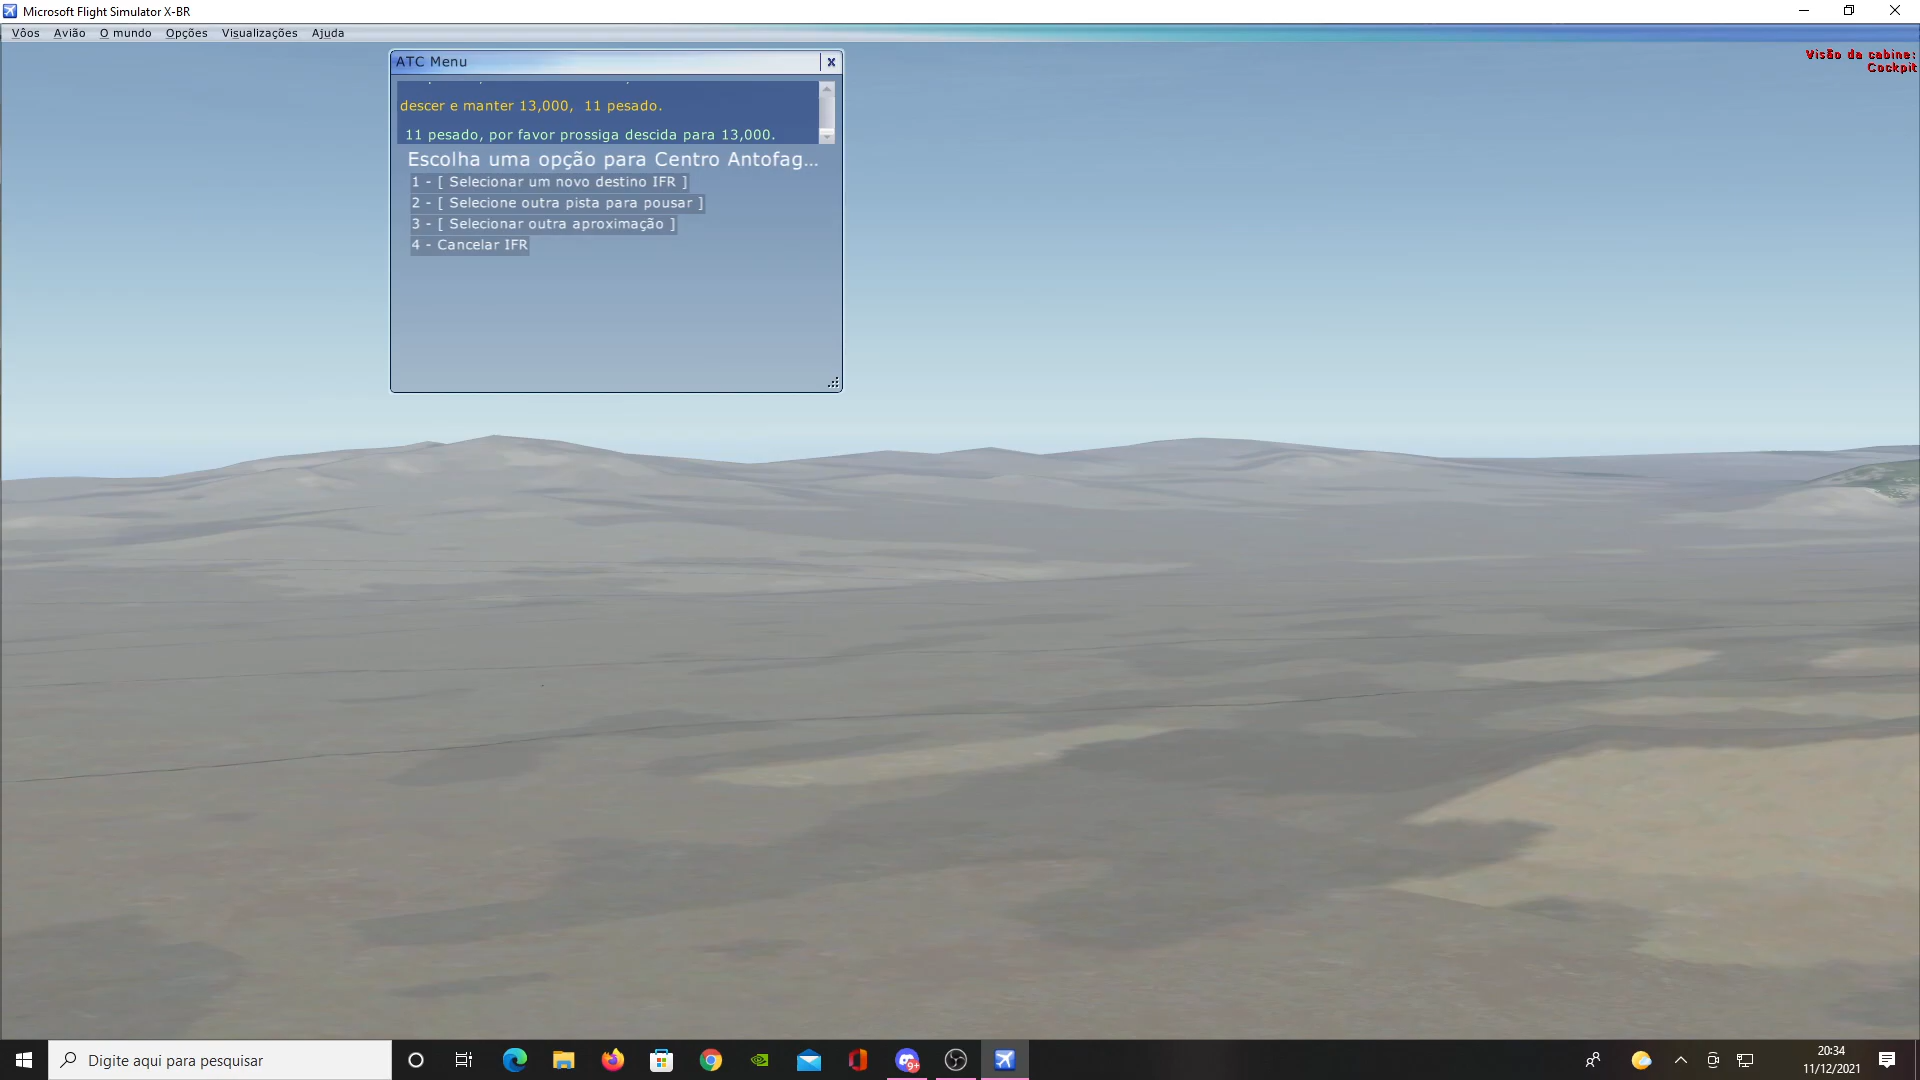 Microsoft Flight Simulator X-BR
Vôos Avião O mundo Opções Visualizações Ajuda
Visão da cabine:
Cockpit
ATC Menu
descer e manter 13,000, 11 pesado.
11 pesado, por favor prossiga descida para 13,000.
Escolha uma opção para Centro Antofag...
1 - [ Selecionar um novo destino IFR ]
2 - [ Selecione outra pista para pousar ]
3 - [ Selecionar outra aproximação ]
4 - Cancelar IFR
Digite aqui para pesquisar
9+
20:34
11/12/2021